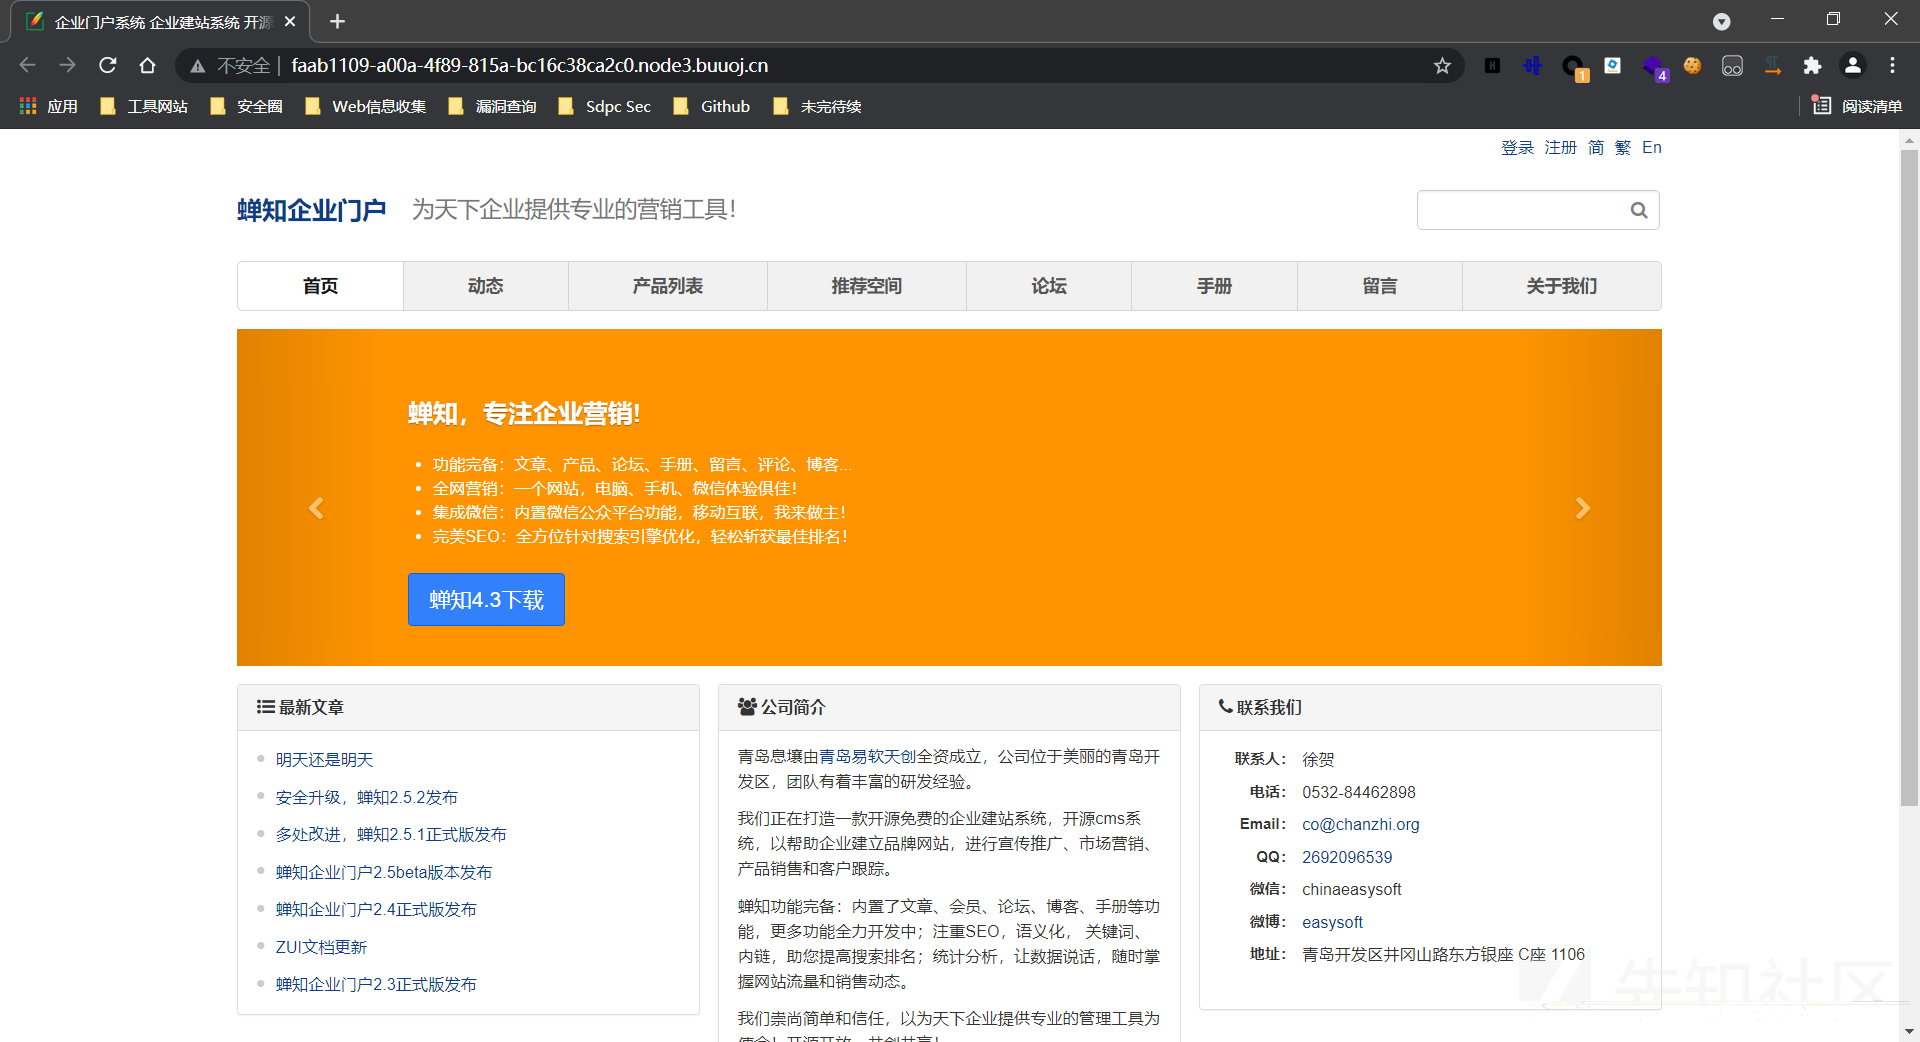 企业门户系统 企业建站系统 开源
不安全 faab1109-a00a-4f89-815a-bc16c38ca2c0.node3.buuoj.cn
1
4
应用 工具网站 安全圈 Web信息收集 漏洞查询 Sdpc Sec Github 未完待续 阅读清单
登录 注册 简 繁 En
蝉知企业门户 为天下企业提供专业的营销工具！
首页 动态 产品列表 推荐空间 论坛 手册 留言 关于我们
蝉知，专注企业营销!
功能完备：文章、产品、论坛、手册、留言、评论、博客...
全网营销：一个网站，电脑、手机、微信体验俱佳！
集成微信：内置微信公众平台功能，移动互联，我来做主！
完美SEO：全方位针对搜索引擎优化，轻松斩获最佳排名！
蝉知4.3下载
最新文章
明天还是明天
安全升级，蝉知2.5.2发布
多处改进，蝉知2.5.1正式版发布
蝉知企业门户2.5beta版本发布
蝉知企业门户2.4正式版发布
ZUI文档更新
蝉知企业门户2.3正式版发布
公司简介
青岛息壤由青岛易软天创全资成立，公司位于美丽的青岛开
发区，团队有着丰富的研发经验。
我们正在打造一款开源免费的企业建站系统，开源cms系
统，以帮助企业建立品牌网站，进行宣传推广、市场营销、
产品销售和客户跟踪。
蝉知功能完备：内置了文章、会员、论坛、博客、手册等功
能，更多功能全力开发中；注重SEO，语义化， 关键词、
内链，助您提高搜索排名；统计分析，让数据说话，随时掌
握网站流量和销售动态。
我们崇尚简单和信任，以为天下企业提供专业的管理工具为
使命！开源开放，共创共赢！
联系我们
联系人： 徐贺
电话： 0532-84462898
Email： co@chanzhi.org
QQ： 2692096539
微信： chinaeasysoft
微博： easysoft
地址： 青岛开发区井冈山路东方银座 C座 1106
先知社区